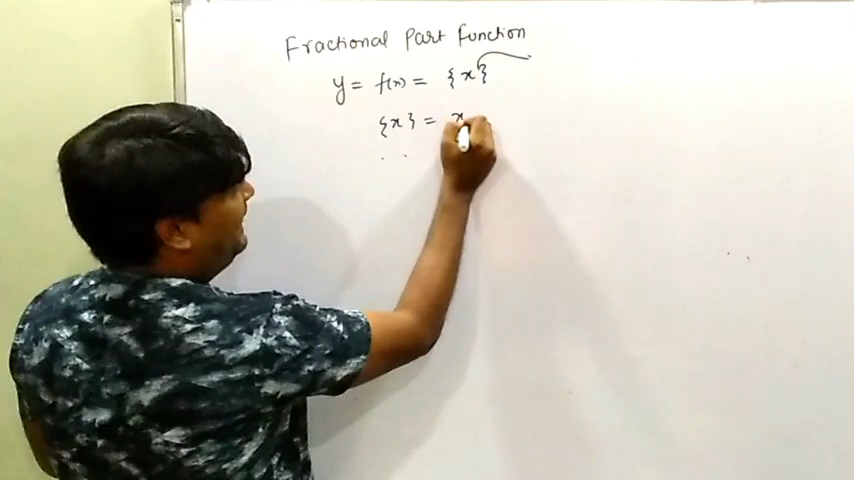 Fractional Part Function
y = f(x) = {x}
{x} = x